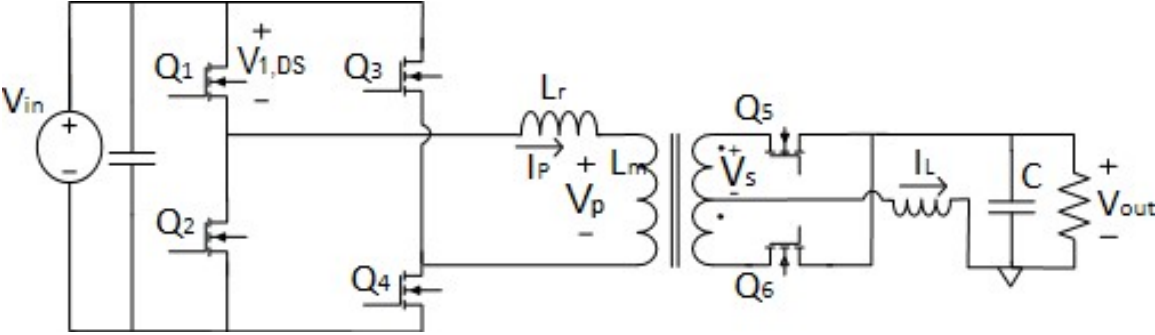 Vin
+
−
Q1
+
V1,DS
−
Q2
Q3
Q4
Lr
IP
+
Vp
−
Lm
+
Vs
-
Q5
Q6
IL
C
+
Vout
−